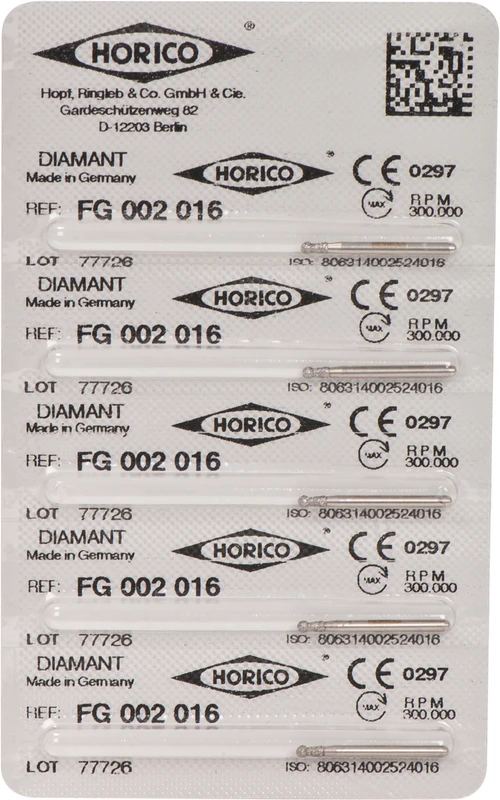 HORICO ®
Hopf, Ringleb & Co. GmbH & Cie.
Gardeschützenweg 82
D-12203 Berlin
DIAMANT HORICO ® CE 0297
Made in Germany
MAX RPM
REF: FG 002 016 300.000
LOT 77726 ISO: 806314002524016
DIAMANT HORICO ® CE 0297
Made in Germany
MAX RPM
REF: FG 002 016 300.000
LOT 77726 ISO: 806314002524016
DIAMANT HORICO ® CE 0297
Made in Germany
MAX RPM
REF: FG 002 016 300.000
LOT 77726 ISO: 806314002524016
DIAMANT HORICO ® CE 0297
Made in Germany
MAX RPM
REF: FG 002 016 300.000
LOT 77726 ISO: 806314002524016
DIAMANT HORICO ® CE 0297
Made in Germany
MAX RPM
REF: FG 002 016 300.000
LOT 77726 ISO: 806314002524016